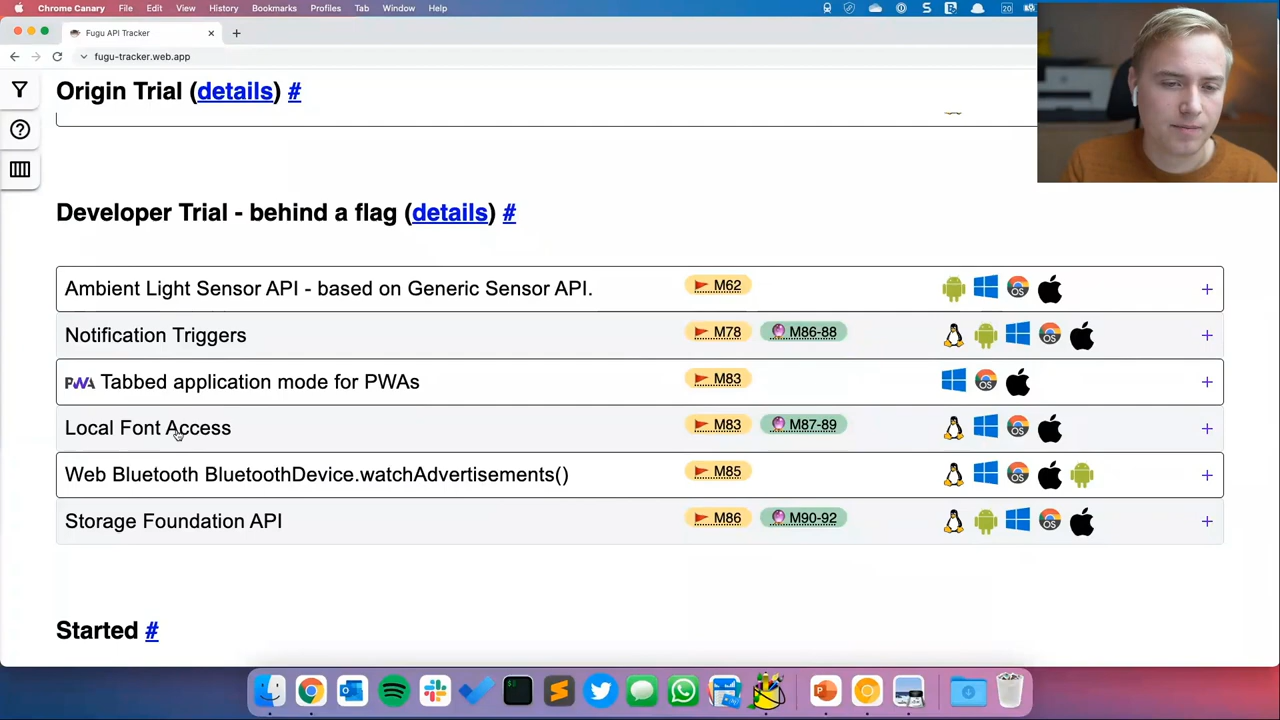 Chrome Canary File Edit View History Bookmarks Profiles Tab Window Help 20
Fugu API Tracker
fugu-tracker.web.app
Origin Trial (details) #
Developer Trial - behind a flag (details) #
Ambient Light Sensor API - based on Generic Sensor API. M62 +
Notification Triggers M78 M86-88 +
PWA Tabbed application mode for PWAs M83 +
Local Font Access M83 M87-89 +
Web Bluetooth BluetoothDevice.watchAdvertisements() M85 +
Storage Foundation API M86 M90-92 +
Started #